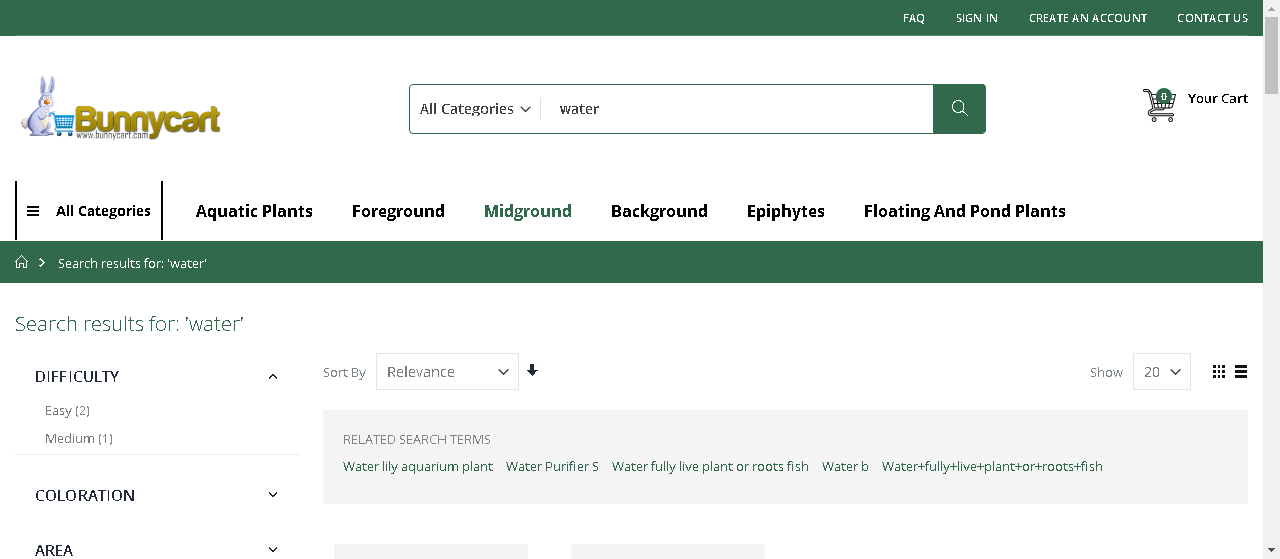 FAQ SIGN IN CREATE AN ACCOUNT CONTACT US
All Categories water
0 Your Cart
Bunnycart
www.bunnycart.com
All Categories Aquatic Plants Foreground Midground Background Epiphytes Floating And Pond Plants
Search results for: 'water'
Search results for: 'water'
DIFFICULTY
Easy (2)
Medium (1)
COLORATION
AREA
Sort By Relevance Show 20
RELATED SEARCH TERMS
Water lily aquarium plant Water Purifier S Water fully live plant or roots fish Water b Water+fully+live+plant+or+roots+fish